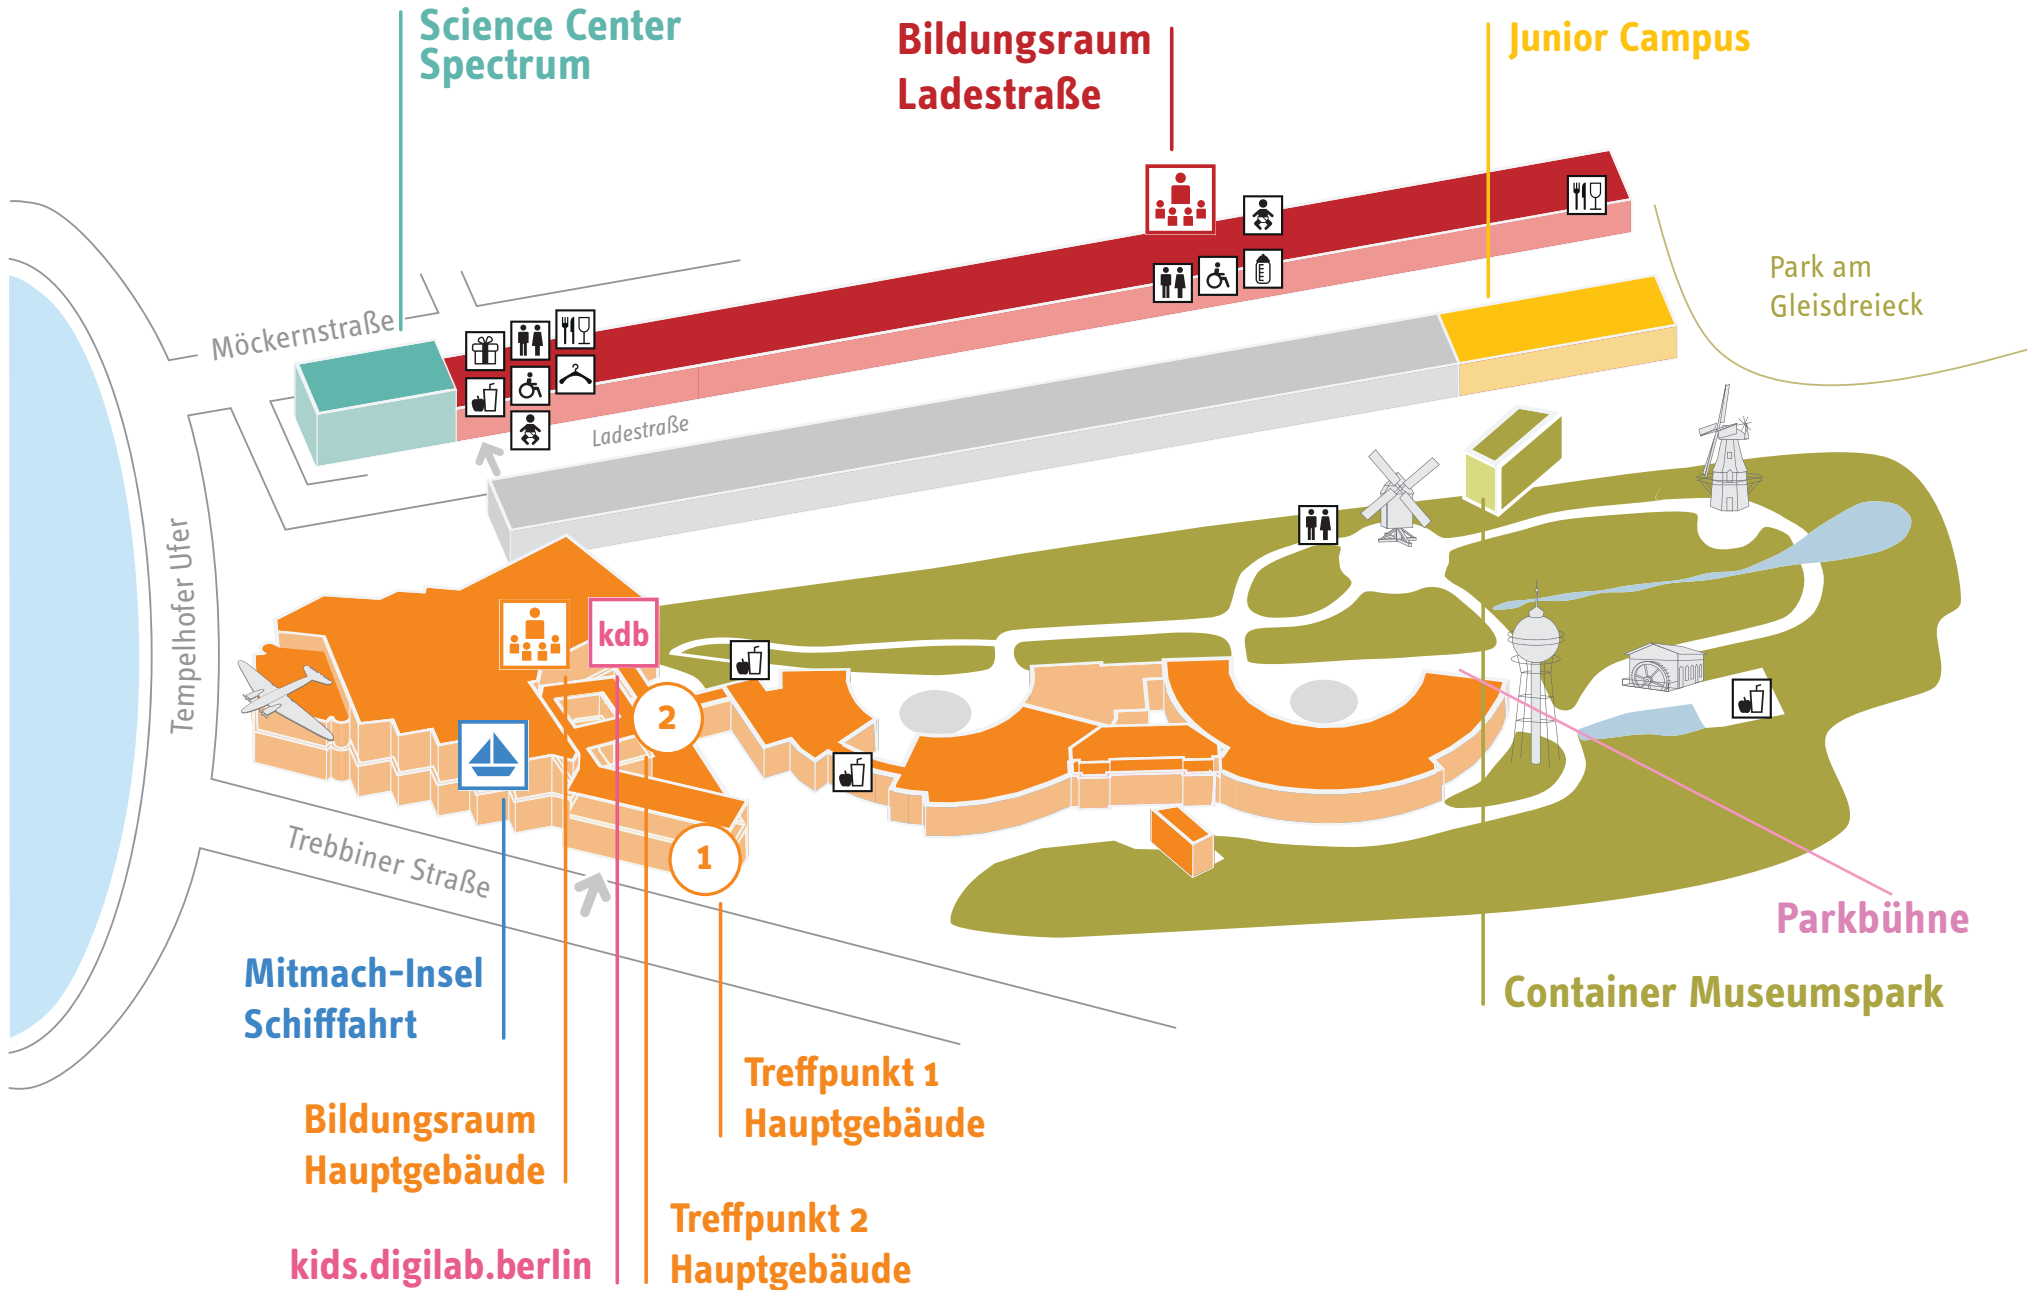 Science Center
Spectrum
Bildungsraum
Ladestraße
Junior Campus
Park am
Gleisdreieck
Möckernstraße
Ladestraße
Tempelhofer Ufer
kdb
2
1
Trebbiner Straße
Parkbühne
Container Museumspark
Mitmach-Insel
Schifffahrt
Treffpunkt 1
Hauptgebäude
Bildungsraum
Hauptgebäude
Treffpunkt 2
Hauptgebäude
kids.digilab.berlin